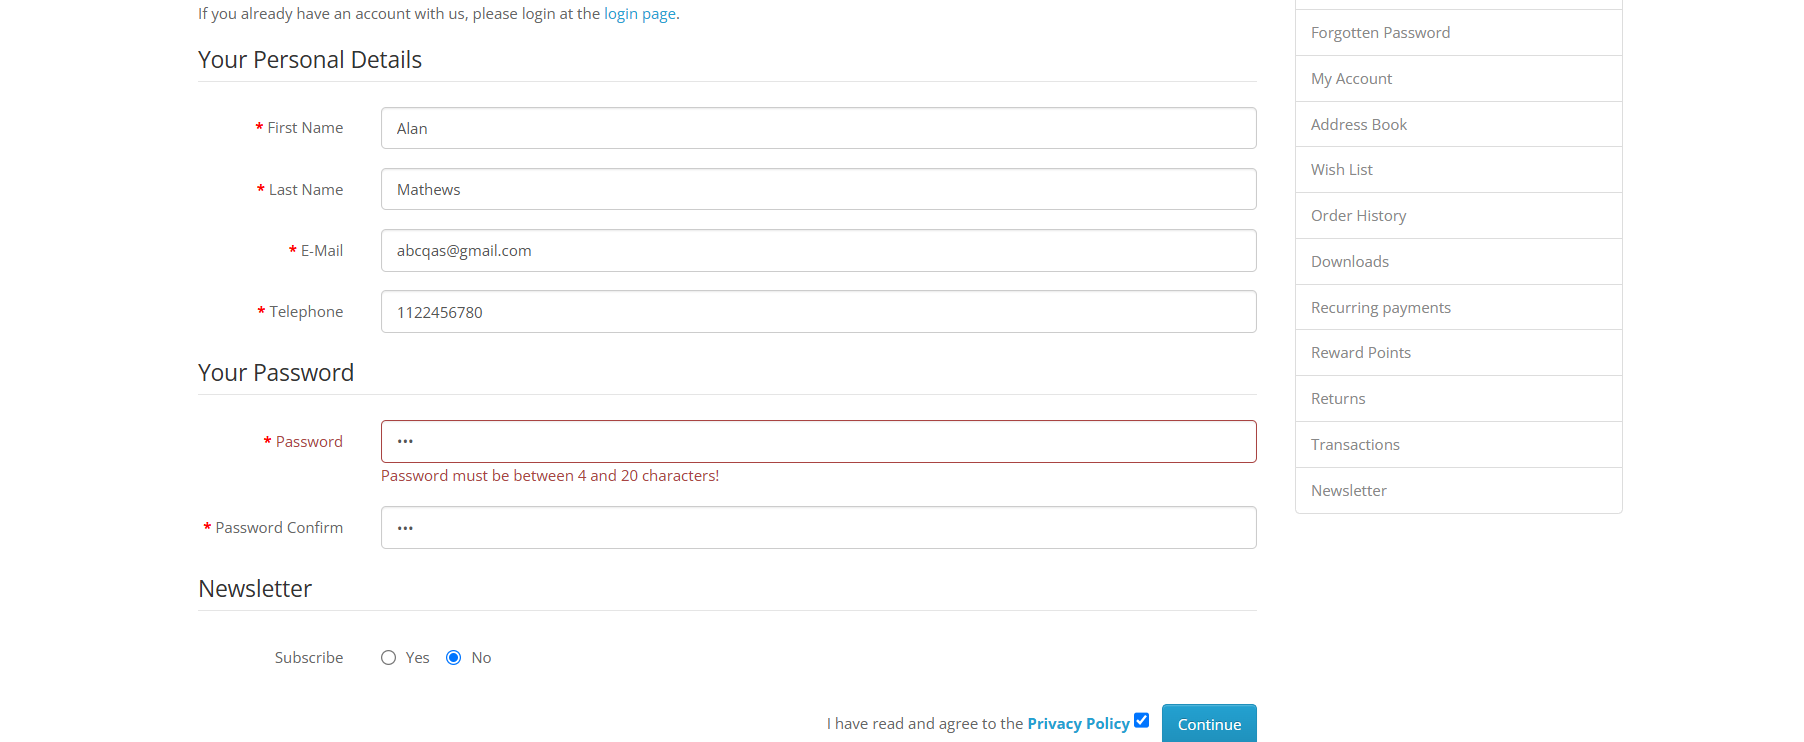 If you already have an account with us, please login at the login page.
Your Personal Details
* First Name
Alan
* Last Name
Mathews
* E-Mail
abcqas@gmail.com
* Telephone
1122456780
Your Password
* Password
•••
Password must be between 4 and 20 characters!
* Password Confirm
•••
Newsletter
Subscribe
Yes
No
I have read and agree to the Privacy Policy
Continue
Forgotten Password
My Account
Address Book
Wish List
Order History
Downloads
Recurring payments
Reward Points
Returns
Transactions
Newsletter